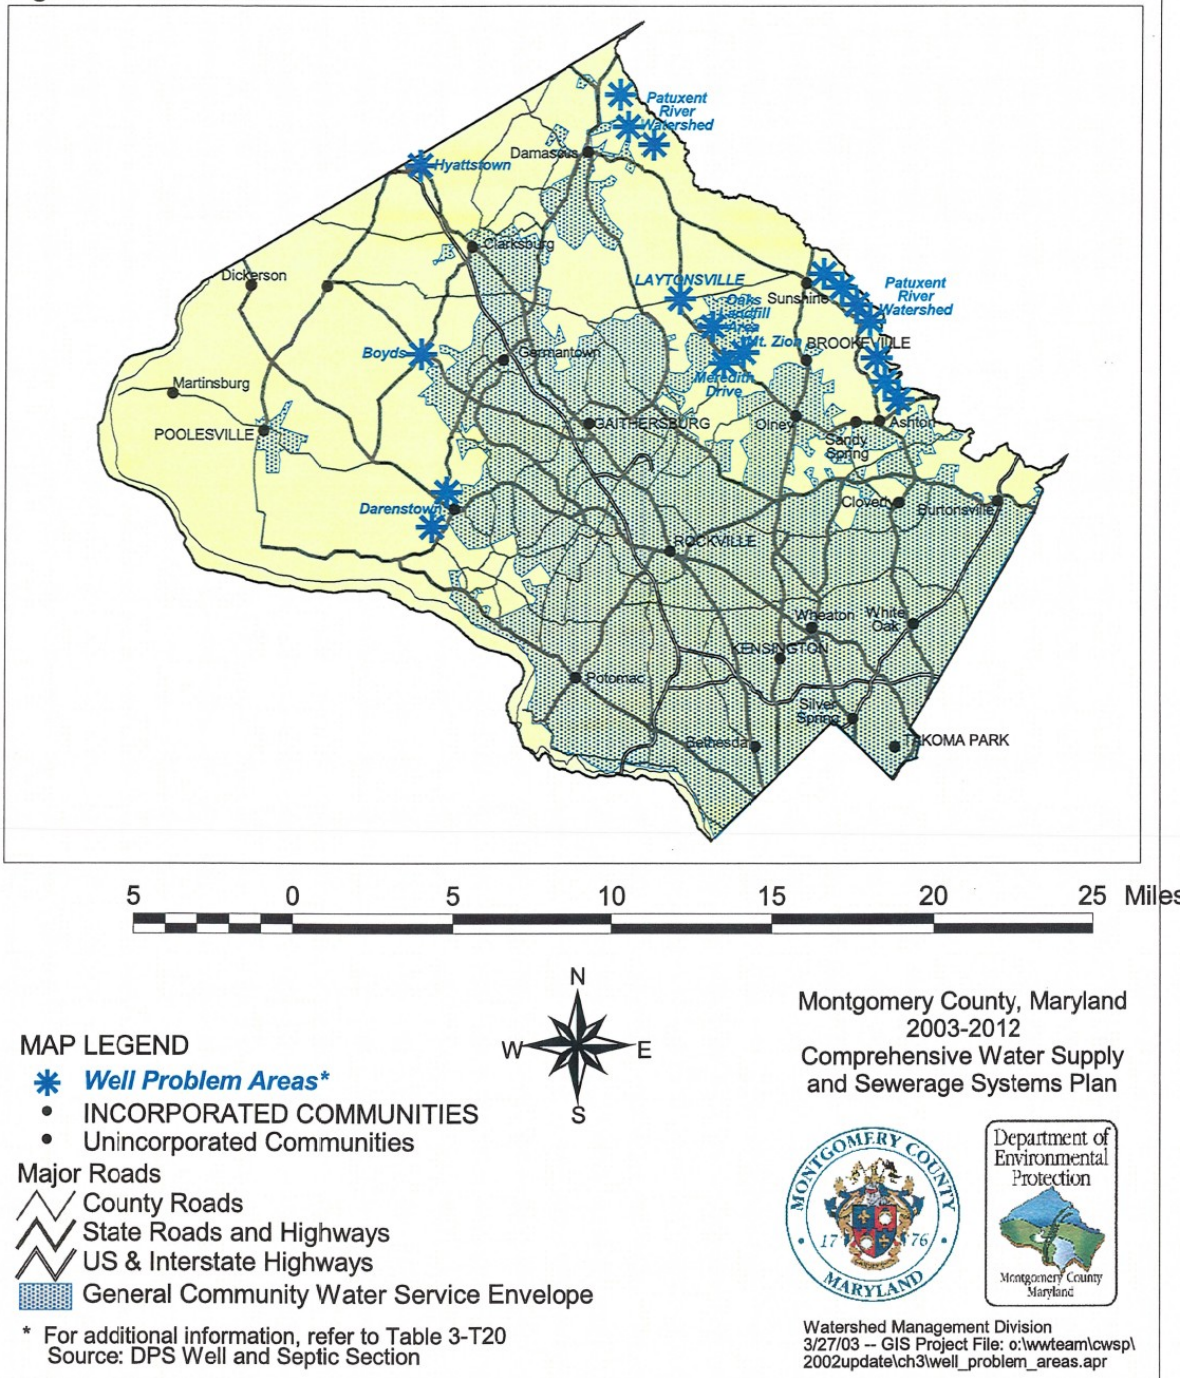 Patuxent
River
Watershed
Damascus
Hyattstown
Clarksburg
Dickerson
LAYTONSVILLE
Oaks
Landfill
Area
Sunshine
Patuxent
River
Watershed
Boyds
Germantown
Mt. Zion
BROOKEVILLE
Meredith
Drive
Martinsburg
POOLESVILLE
GAITHERSBURG
Olney
Ashton
Sandy
Spring
Darenstown
Cloverly
Burtonsville
ROCKVILLE
Wheaton
White
Oak
KENSINGTON
Potomac
Silver
Spring
Bethesda
TAKOMA PARK
5 0 5 10 15 20 25 Miles
N
W E
S
MAP LEGEND
Well Problem Areas*
INCORPORATED COMMUNITIES
Unincorporated Communities
Major Roads
County Roads
State Roads and Highways
US & Interstate Highways
General Community Water Service Envelope
* For additional information, refer to Table 3-T20
Source: DPS Well and Septic Section
Montgomery County, Maryland
2003-2012
Comprehensive Water Supply
and Sewerage Systems Plan
MONTGOMERY COUNTY
17 76
MARYLAND
Department of
Environmental
Protection
Montgomery County
Maryland
Watershed Management Division
3/27/03 -- GIS Project File: o:\wwteam\cwsp\
2002update\ch3\well_problem_areas.apr